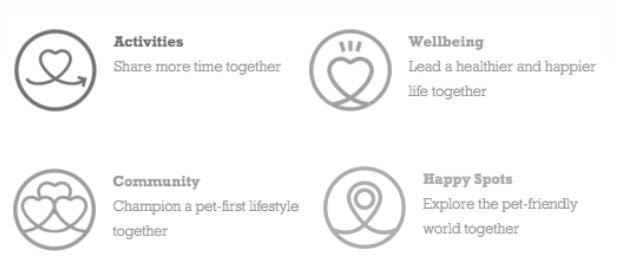 Activities
Share more time together
Wellbeing
Lead a healthier and happier
life together
Community
Champion a pet-first lifestyle
together
Happy Spots
Explore the pet-friendly
world together